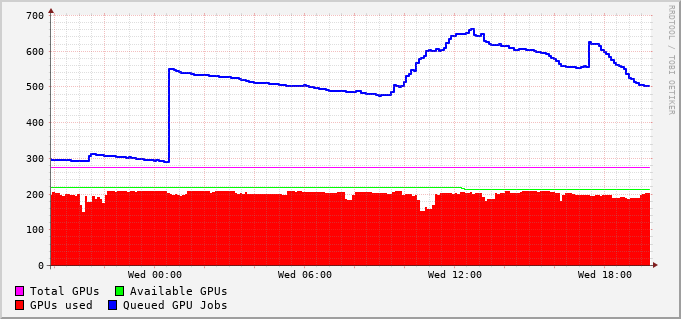 700
600
500
400
300
200
100
0
Wed 00:00 Wed 06:00 Wed 12:00 Wed 18:00
Total GPUs Available GPUs
GPUs used Queued GPU Jobs
RRDTOOL / TOBI OETIKER